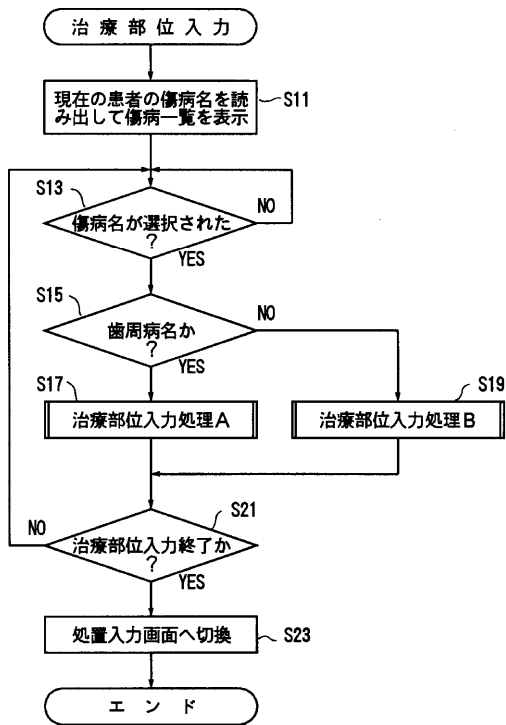 治療部位入力
現在の患者の傷病名を読
み出して傷病一覧を表示
S11
S13
傷病名が選択された
?
NO
YES
S15
歯周病名か
?
NO
YES
S17
治療部位入力処理A
S19
治療部位入力処理B
S21
治療部位入力終了か
?
NO
YES
処置入力画面へ切換
S23
エンド